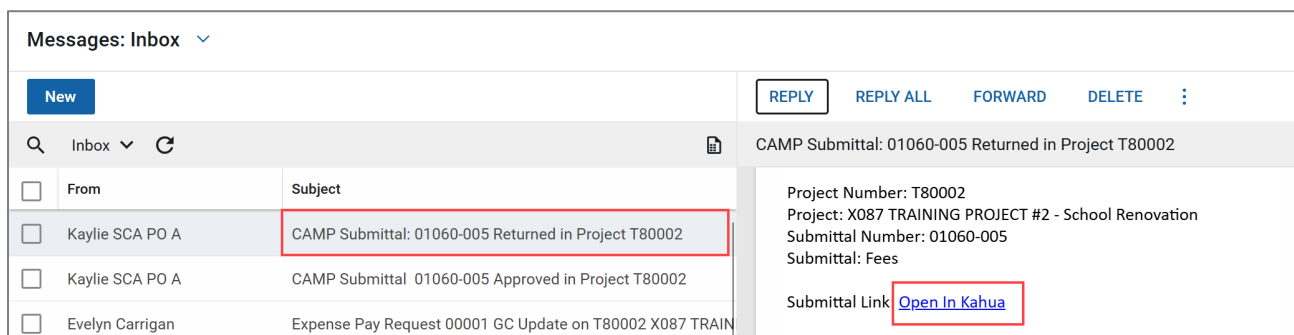 Messages: Inbox
New
REPLY REPLY ALL FORWARD DELETE
Inbox
CAMP Submittal: 01060-005 Returned in Project T80002
From Subject
Kaylie SCA PO A CAMP Submittal: 01060-005 Returned in Project T80002
Kaylie SCA PO A CAMP Submittal 01060-005 Approved in Project T80002
Evelyn Carrigan Expense Pay Request 00001 GC Update on T80002 X087 TRAIN
Project Number: T80002
Project: X087 TRAINING PROJECT #2 - School Renovation
Submittal Number: 01060-005
Submittal: Fees
Submittal Link Open In Kahua